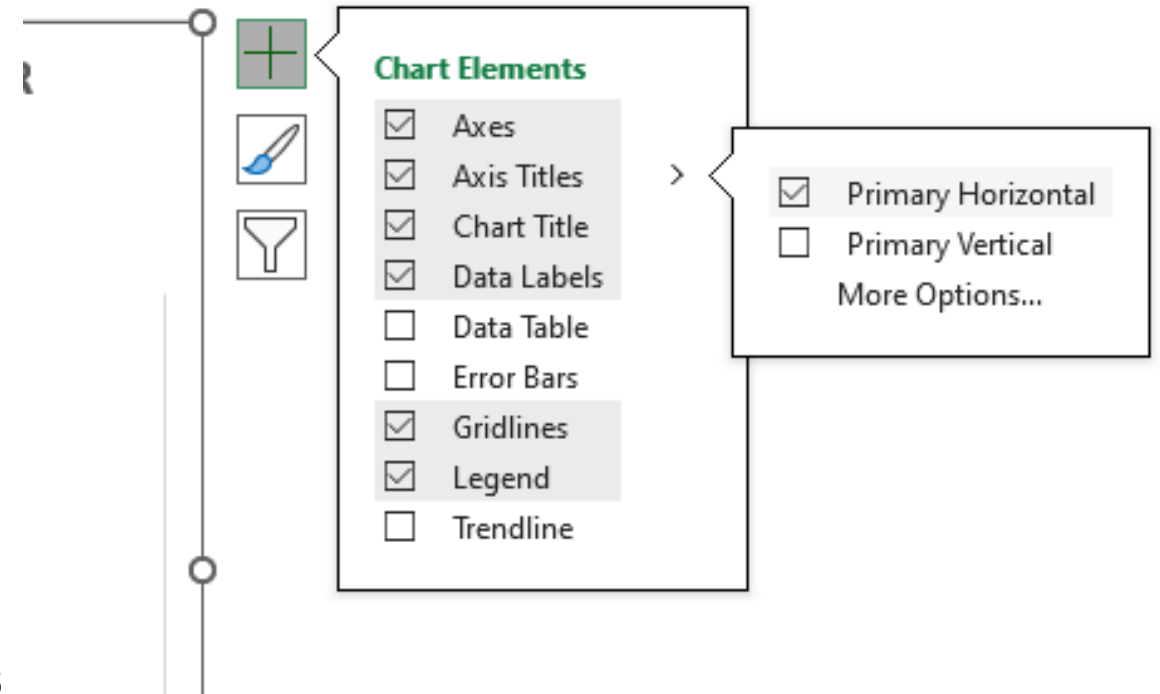 R
Chart Elements
Axes
Axis Titles
Chart Title
Data Labels
Data Table
Error Bars
Gridlines
Legend
Trendline
Primary Horizontal
Primary Vertical
More Options...